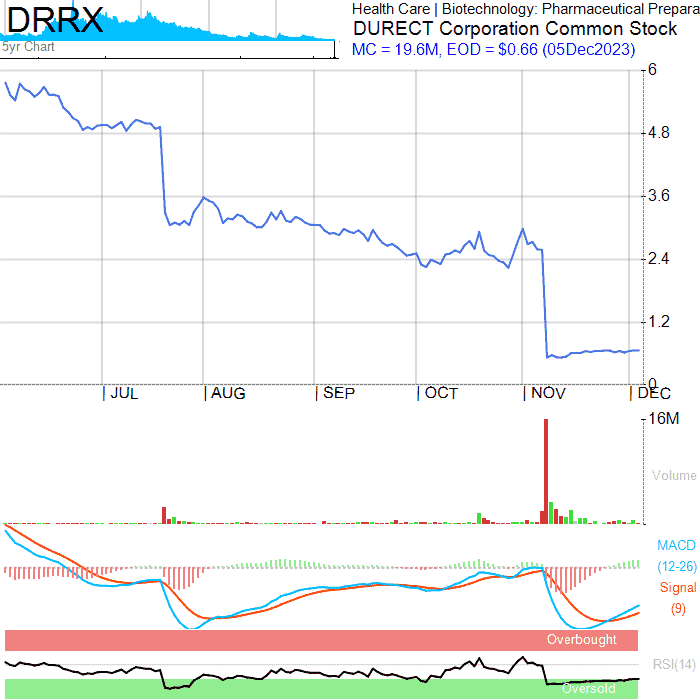 DRRX
5yr Chart
Health Care | Biotechnology: Pharmaceutical Prepara
DURECT Corporation Common Stock
MC = 19.6M, EOD = $0.66 (05Dec2023)
6
4.8
3.6
2.4
1.2
0
| JUL | AUG | SEP | OCT | NOV | DEC
16M
Volume
MACD
(12-26)
Signal
(9)
Overbought
RSI(14)
Oversold